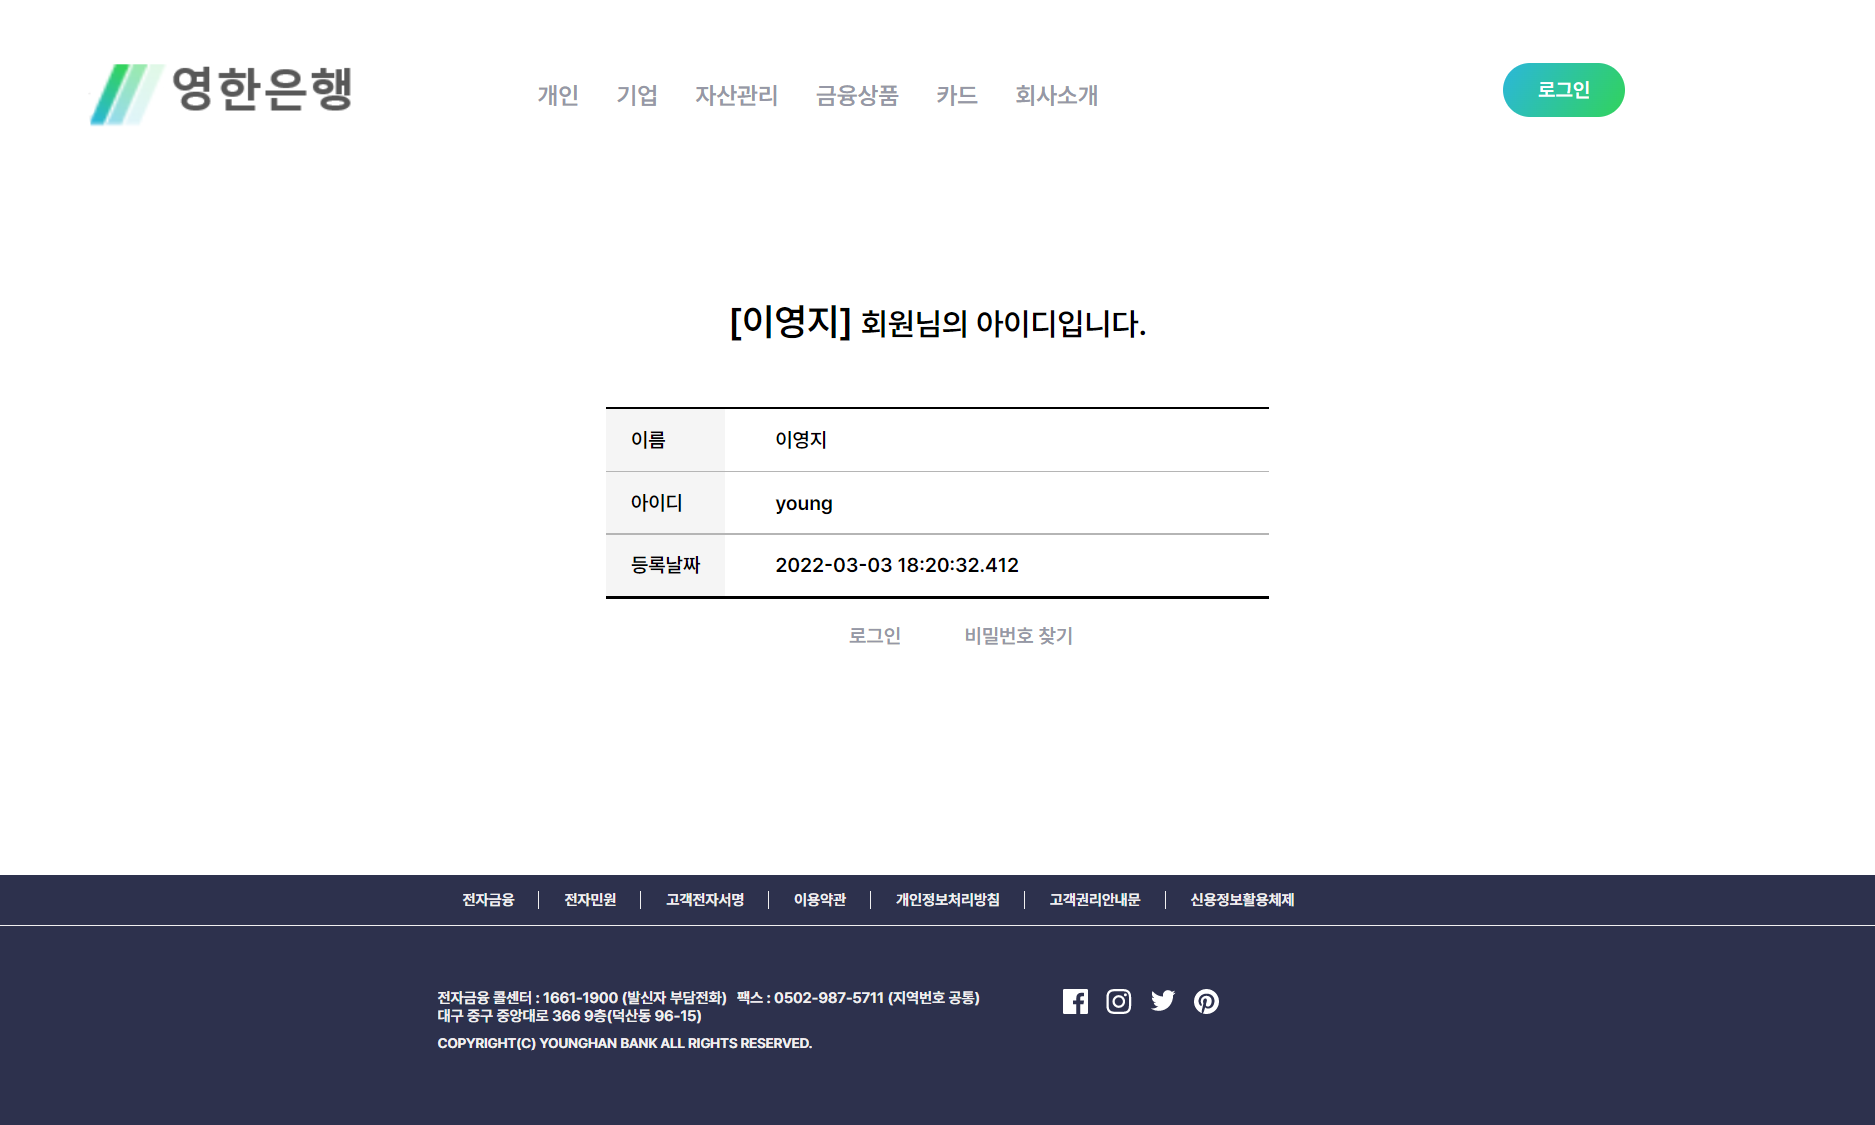 영한은행
개인 기업 자산관리 금융상품 카드 회사소개
로그인
[이영지] 회원님의 아이디입니다.
이름 이영지
아이디 young
등록날짜 2022-03-03 18:20:32.412
로그인 비밀번호 찾기
전자금융 전자민원 고객전자서명 이용약관 개인정보처리방침 고객권리안내문 신용정보활용체제
전자금융 콜센터 : 1661-1900 (발신자 부담전화) 팩스 : 0502-987-5711 (지역번호 공통)
대구 중구 중앙대로 366 9층(덕산동 96-15)
COPYRIGHT(C) YOUNGHAN BANK ALL RIGHTS RESERVED.